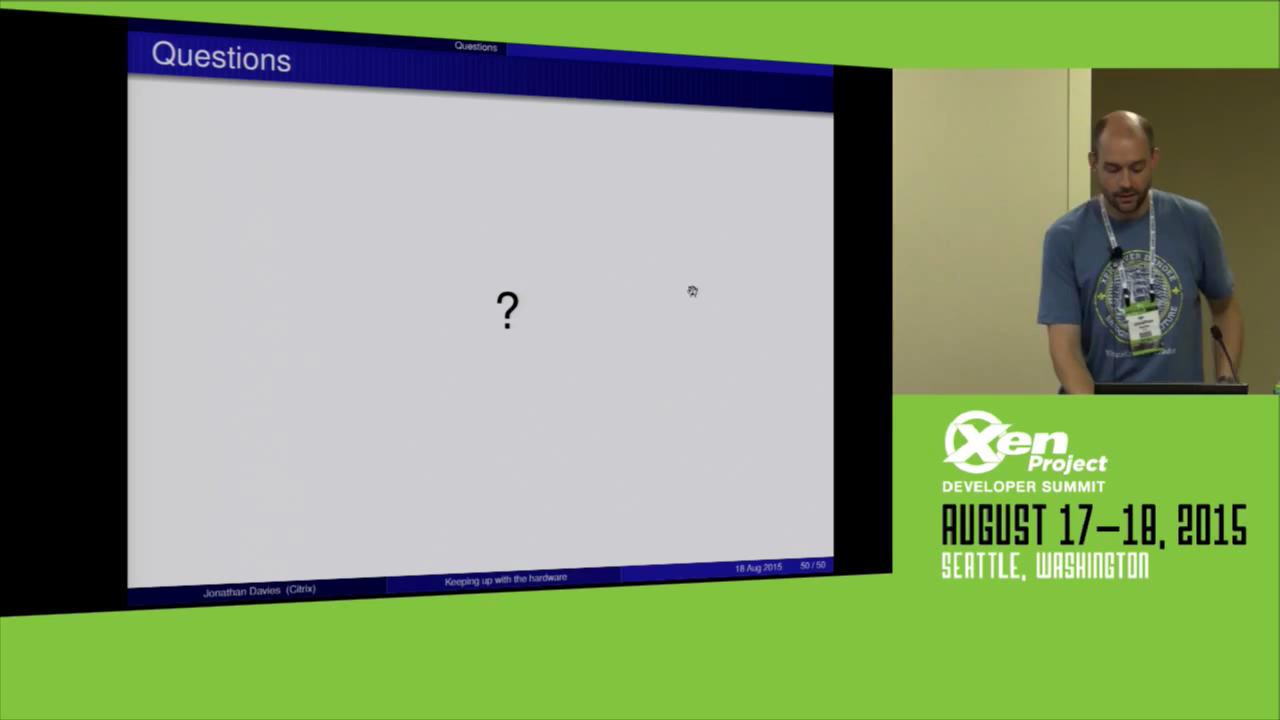 Questions
Questions
?
Jonathan Davies (Citrix)
Keeping up with the hardware
18 Aug 2015
50 / 50
Xen
Project
DEVELOPER SUMMIT
AUGUST 17–18, 2015
SEATTLE, WASHINGTON